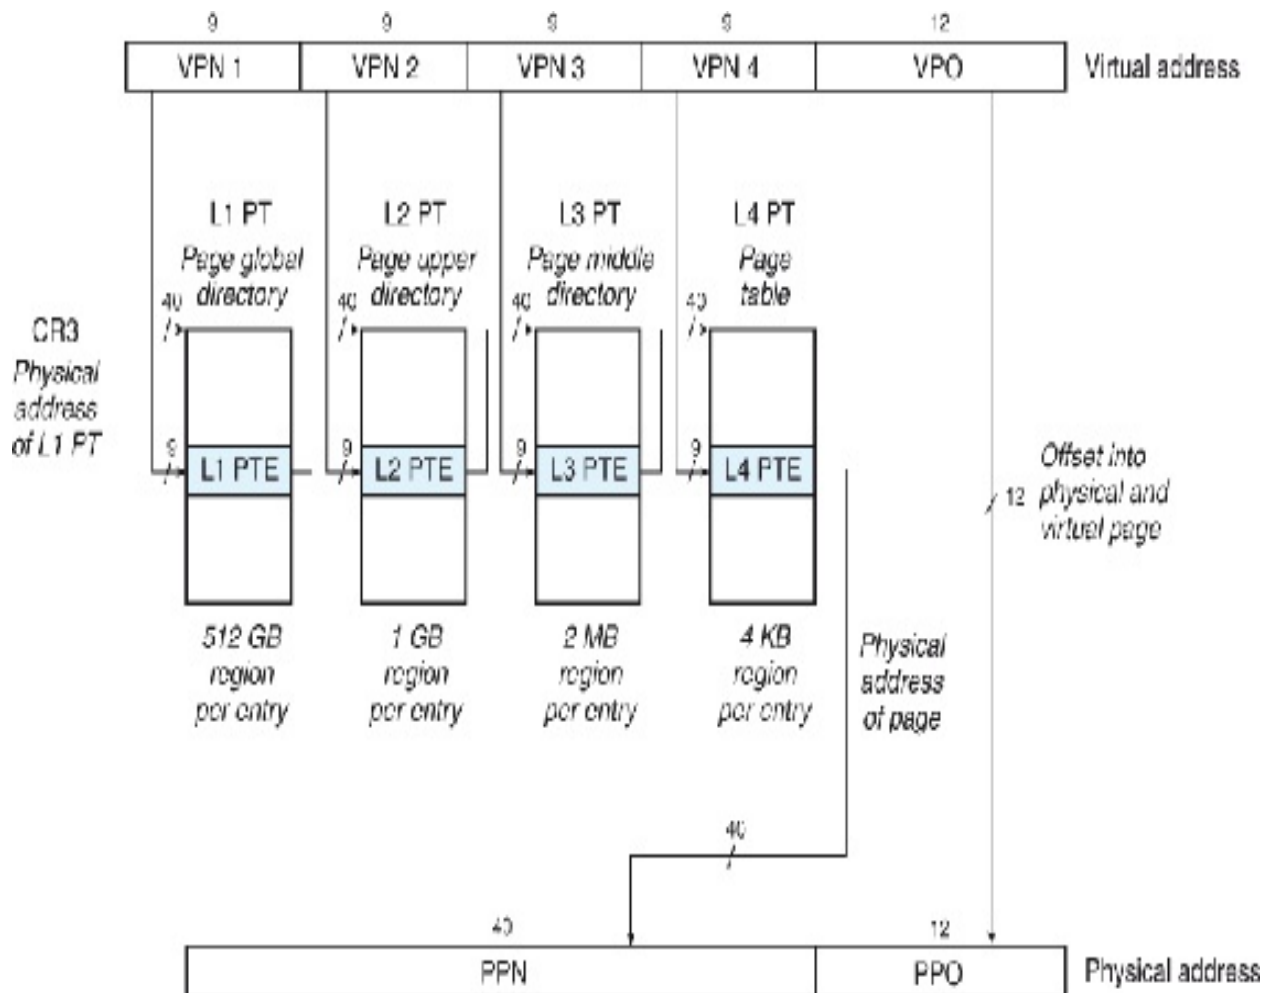 9 9 9 9 12
VPN 1 VPN 2 VPN 3 VPN 4 VPO Virtual address
L1 PT
Page global
directory
L2 PT
Page upper
directory
L3 PT
Page middle
directory
L4 PT
Page
table
40 40 40 40
CR3
Physical
address
of L1 PT
9 9 9 9
L1 PTE L2 PTE L3 PTE L4 PTE
Offset into
physical and
virtual page
12
512 GB
region
per entry
1 GB
region
per entry
2 MB
region
per entry
4 KB
region
per entry
Physical
address
of page
40
40 12
PPN PPO Physical address